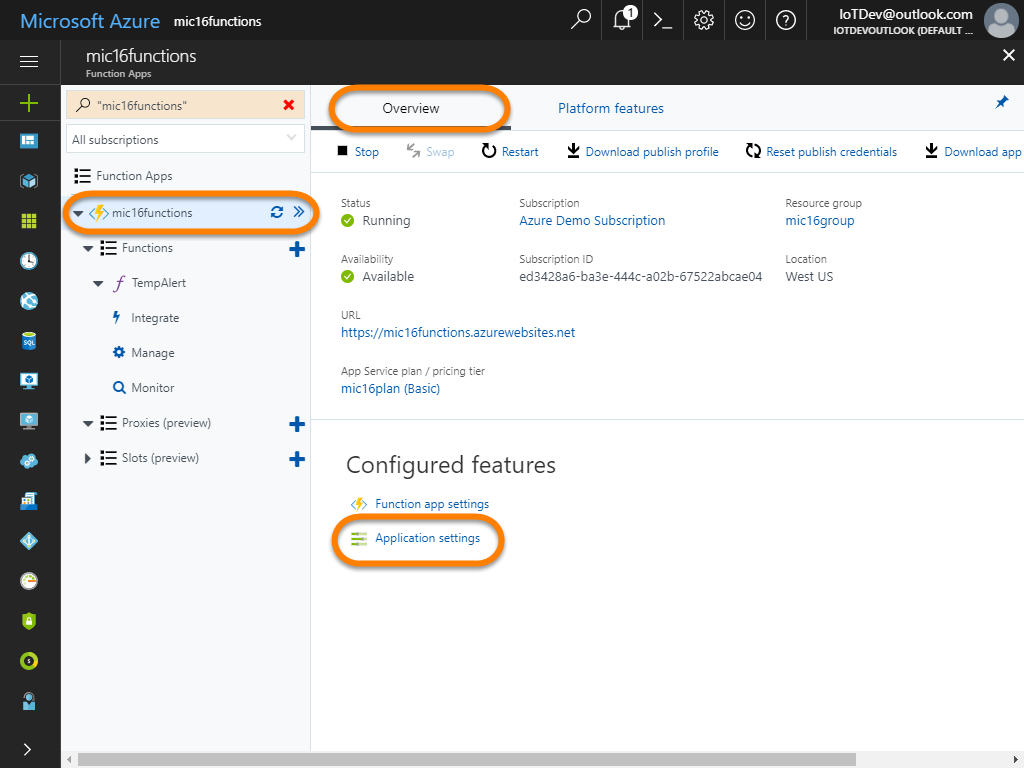 Microsoft Azure mic16functions
1
IoTDev@outlook.com
IOTDEVOUTLOOK (DEFAULT ...
mic16functions
Function Apps
"mic16functions"
All subscriptions
Function Apps
mic16functions
Functions
TempAlert
Integrate
Manage
Monitor
Proxies (preview)
Slots (preview)
Overview
Platform features
Stop Swap Restart Download publish profile Reset publish credentials Download app
Status Subscription Resource group
Running Azure Demo Subscription mic16group
Availability Subscription ID Location
Available ed3428a6-ba3e-444c-a02b-67522abcae04 West US
URL
https://mic16functions.azurewebsites.net
App Service plan / pricing tier
mic16plan (Basic)
Configured features
Function app settings
Application settings